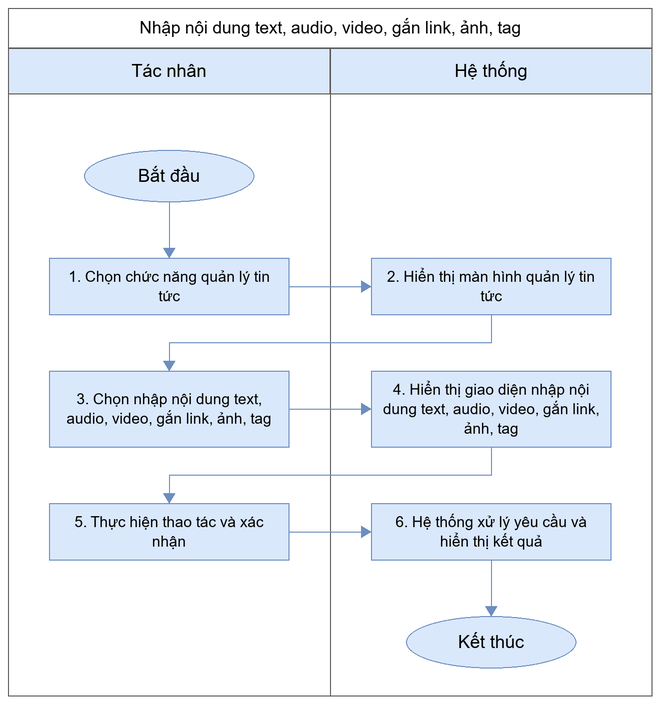 Nhập nội dung text, audio, video, gắn link, ảnh, tag
Tác nhân
Hệ thống
Bắt đầu
1. Chọn chức năng quản lý tin
tức
2. Hiển thị màn hình quản lý tin
tức
3. Chọn nhập nội dung text,
audio, video, gắn link, ảnh, tag
4. Hiển thị giao diện nhập nội
dung text, audio, video, gắn link,
ảnh, tag
5. Thực hiện thao tác và xác
nhận
6. Hệ thống xử lý yêu cầu và
hiển thị kết quả
Kết thúc